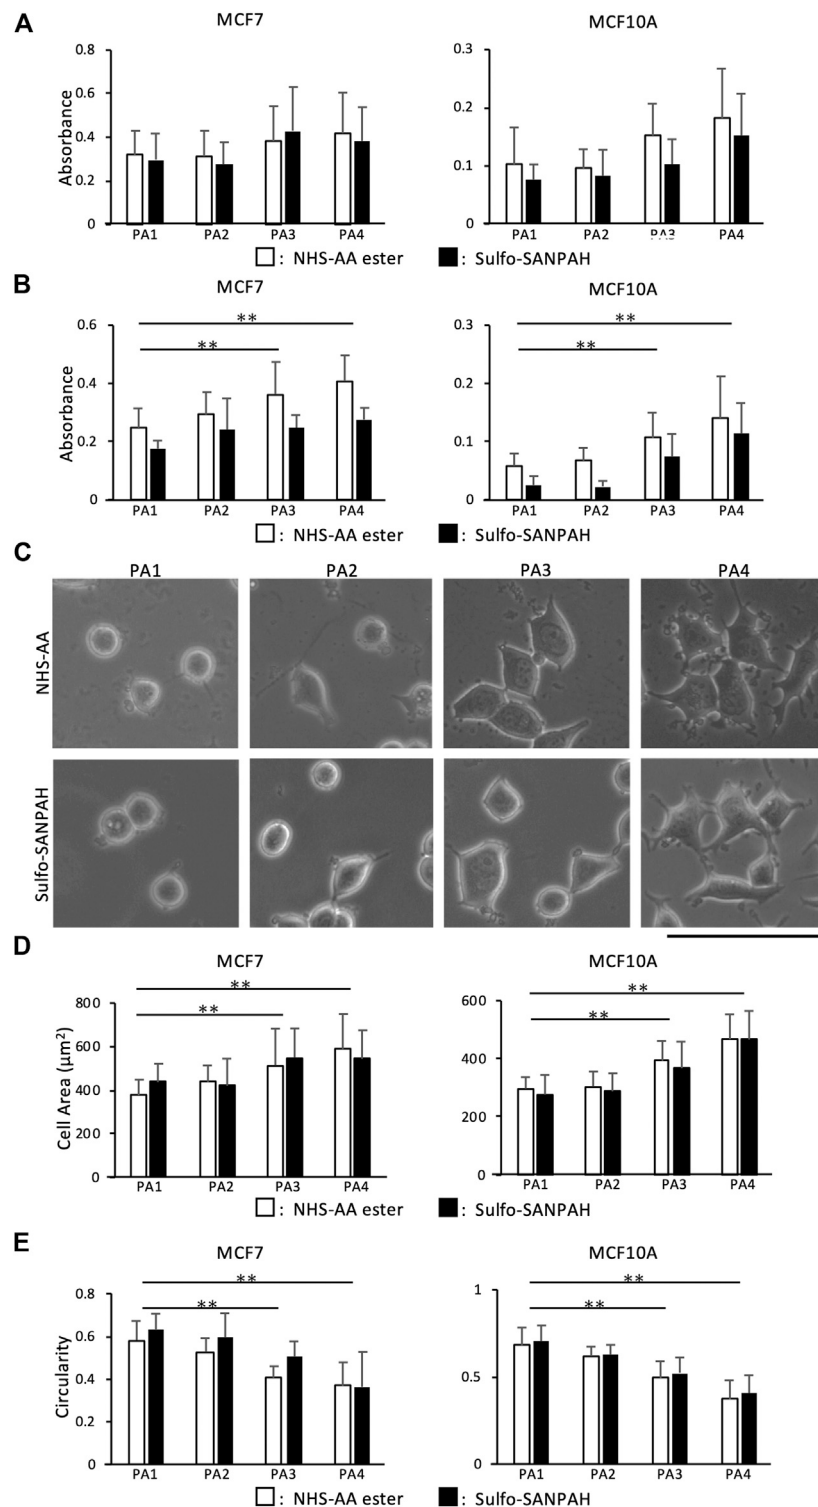 A
MCF7
MCF10A
Absorbance
0.8
0.6
0.4
0.2
0
PA1
PA2
PA3
PA4
0.3
0.2
0.1
0
PA1
PA2
PA3
PA4
: NHS-AA ester
: Sulfo-SANPAH
B
MCF7
MCF10A
Absorbance
0.6
0.4
0.2
0
**
**
PA1
PA2
PA3
PA4
0.3
0.2
0.1
0
**
**
PA1
PA2
PA3
PA4
: NHS-AA ester
: Sulfo-SANPAH
C
PA1
PA2
PA3
PA4
NHS-AA
Sulfo-SANPAH
D
MCF7
MCF10A
Cell Area (µm²)
800
600
400
200
0
**
**
PA1
PA2
PA3
PA4
600
400
200
0
**
**
PA1
PA2
PA3
PA4
: NHS-AA ester
: Sulfo-SANPAH
E
MCF7
MCF10A
Circularity
0.8
0.6
0.4
0.2
0
**
**
PA1
PA2
PA3
PA4
1
0.5
0
**
**
PA1
PA2
PA3
PA4
: NHS-AA ester
: Sulfo-SANPAH